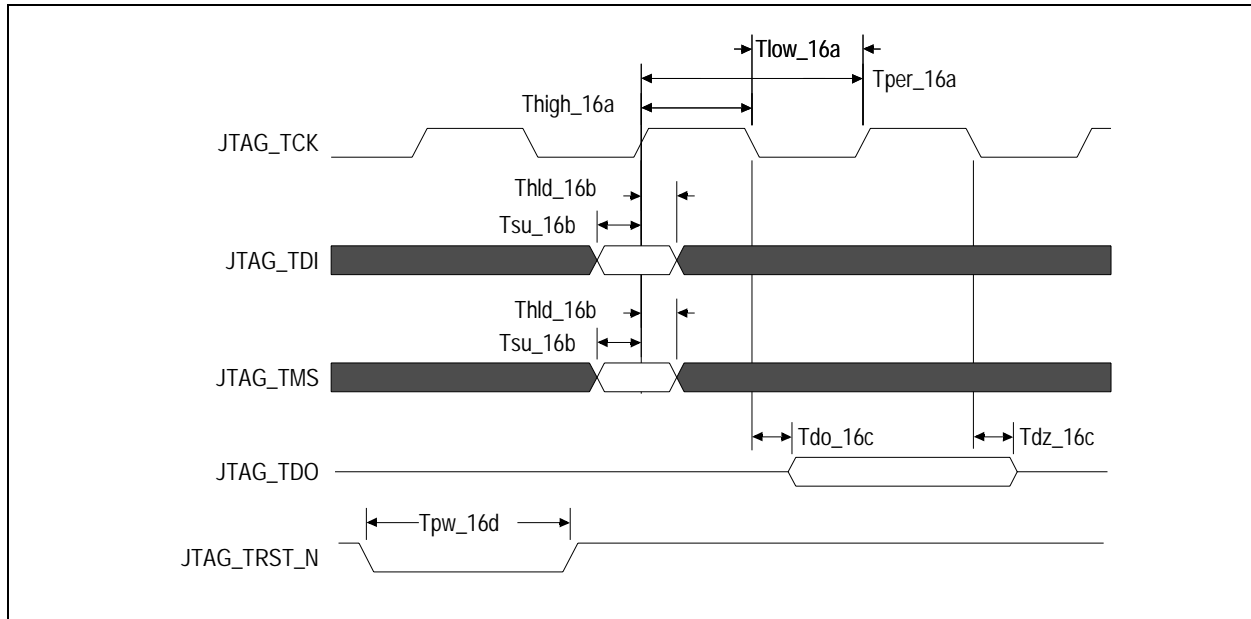 Tlow_16a
Tper_16a
Thigh_16a
JTAG_TCK
Thld_16b
Tsu_16b
JTAG_TDI
Thld_16b
Tsu_16b
JTAG_TMS
Tdo_16c
Tdz_16c
JTAG_TDO
Tpw_16d
JTAG_TRST_N